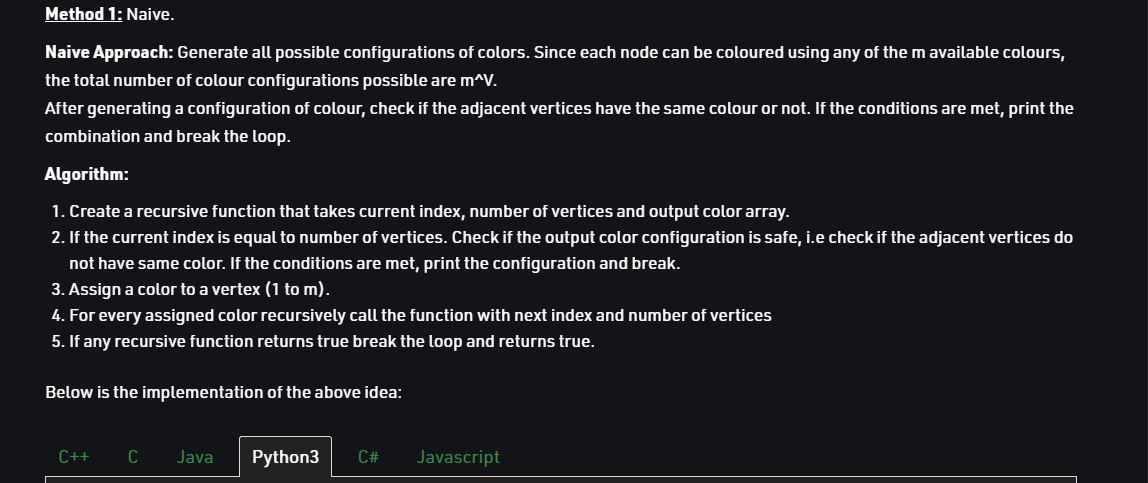 Method 1: Naive.
Naive Approach: Generate all possible configurations of colors. Since each node can be coloured using any of the m available colours,
the total number of colour configurations possible are m^V.
After generating a configuration of colour, check if the adjacent vertices have the same colour or not. If the conditions are met, print the
combination and break the loop.
Algorithm:
1. Create a recursive function that takes current index, number of vertices and output color array.
2. If the current index is equal to number of vertices. Check if the output color configuration is safe, i.e check if the adjacent vertices do
not have same color. If the conditions are met, print the configuration and break.
3. Assign a color to a vertex (1 to m).
4. For every assigned color recursively call the function with next index and number of vertices
5. If any recursive function returns true break the loop and returns true.
Below is the implementation of the above idea:
C++ C Java Python3 C# Javascript